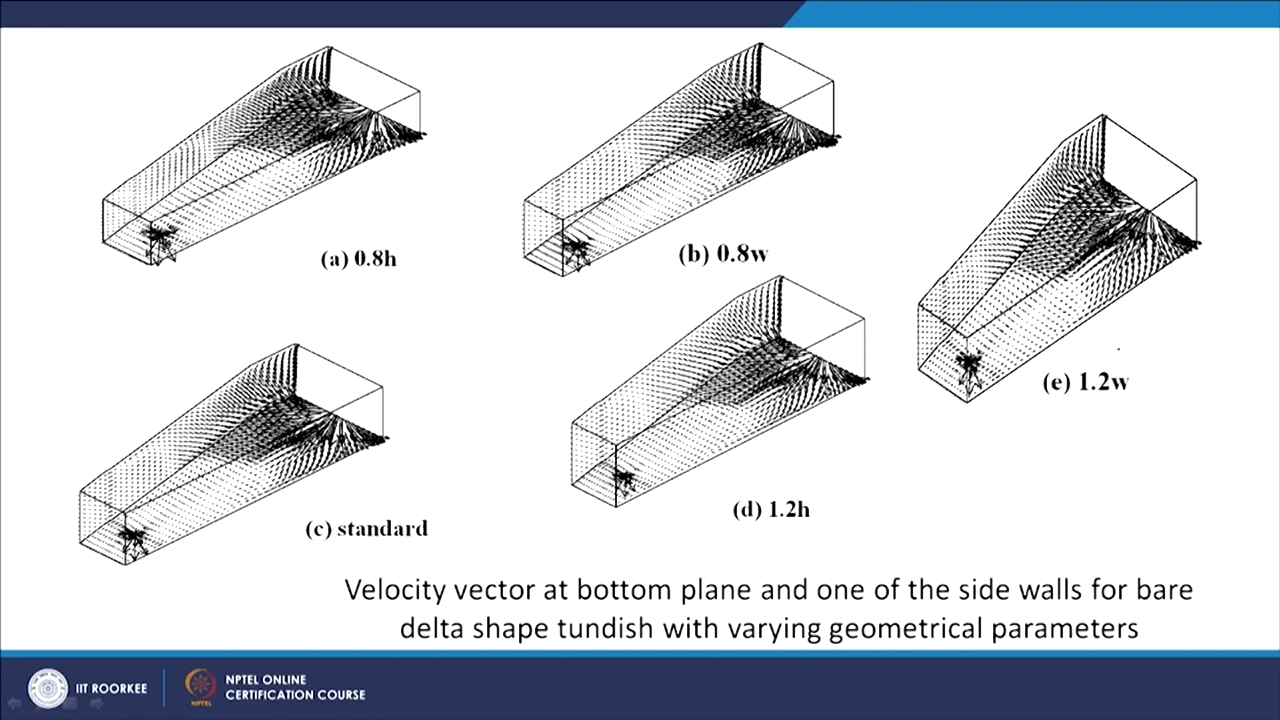 (a) 0.8h
(b) 0.8w
(e) 1.2w
(c) standard
(d) 1.2h
Velocity vector at bottom plane and one of the side walls for bare
delta shape tundish with varying geometrical parameters
IIT ROORKEE
NPTEL
NPTEL ONLINE
CERTIFICATION COURSE